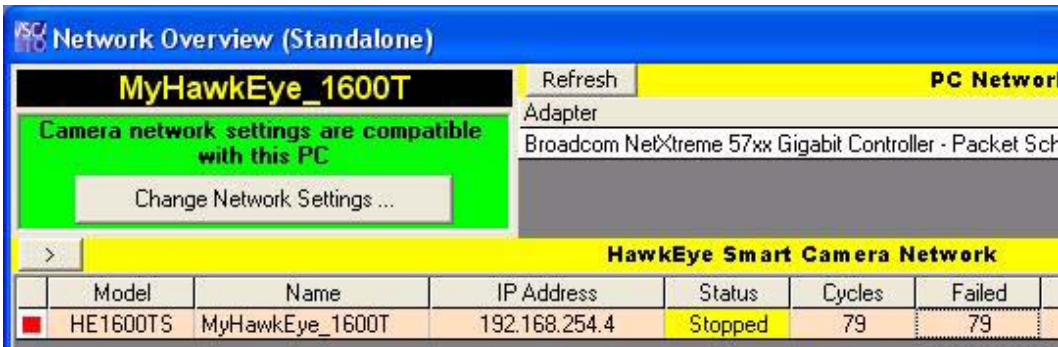 Network Overview (Standalone)
MyHawkEye_1600T
Refresh
Camera network settings are compatible
with this PC
Change Network Settings ...
Adapter
Broadcom NetXtreme 57xx Gigabit Controller - Packet Sch
>
HawkEye Smart Camera Network
Model Name IP Address Status Cycles Failed
HE1600TS MyHawkEye_1600T 192.168.254.4 Stopped 79 79